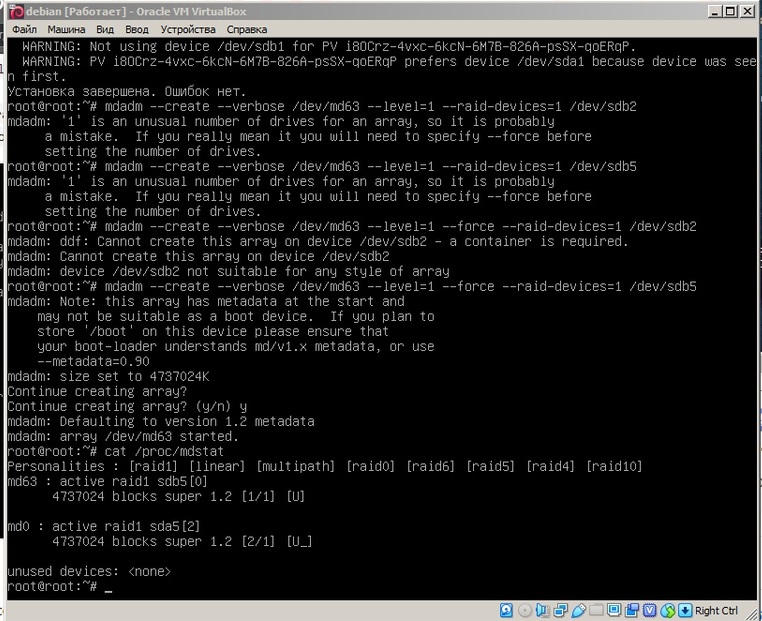 debian [Работает] - Oracle VM VirtualBox
Файл Машина Вид Ввод Устройства Справка
WARNING: Not using device /dev/sdb1 for PV i8OCrz-4vxc-6kcN-6M7B-826A-psSX-qoERqP.
WARNING: PV i8OCrz-4vxc-6kcN-6M7B-826A-psSX-qoERqP prefers device /dev/sda1 because device was see
n first.
Установка завершена. Ошибок нет.
root@root:~# mdadm --create --verbose /dev/md63 --level=1 --raid-devices=1 /dev/sdb2
mdadm: '1' is an unusual number of drives for an array, so it is probably
a mistake.  If you really mean it you will need to specify --force before
setting the number of drives.
root@root:~# mdadm --create --verbose /dev/md63 --level=1 --raid-devices=1 /dev/sdb5
mdadm: '1' is an unusual number of drives for an array, so it is probably
a mistake.  If you really mean it you will need to specify --force before
setting the number of drives.
root@root:~# mdadm --create --verbose /dev/md63 --level=1 --force --raid-devices=1 /dev/sdb2
mdadm: ddf: Cannot create this array on device /dev/sdb2 - a container is required.
mdadm: Cannot create this array on device /dev/sdb2
mdadm: device /dev/sdb2 not suitable for any style of array
root@root:~# mdadm --create --verbose /dev/md63 --level=1 --force --raid-devices=1 /dev/sdb5
mdadm: Note: this array has metadata at the start and
may not be suitable as a boot device.  If you plan to
store '/boot' on this device please ensure that
your boot-loader understands md/v1.x metadata, or use
--metadata=0.90
mdadm: size set to 4737024K
Continue creating array?
Continue creating array? (y/n) y
mdadm: Defaulting to version 1.2 metadata
mdadm: array /dev/md63 started.
root@root:~# cat /proc/mdstat
Personalities : [raid1] [linear] [multipath] [raid0] [raid6] [raid5] [raid4] [raid10]
md63 : active raid1 sdb5[0]
4737024 blocks super 1.2 [1/1] [U]
md0 : active raid1 sda5[2]
4737024 blocks super 1.2 [2/1] [U_]
unused devices: <none>
root@root:~# _
Right Ctrl